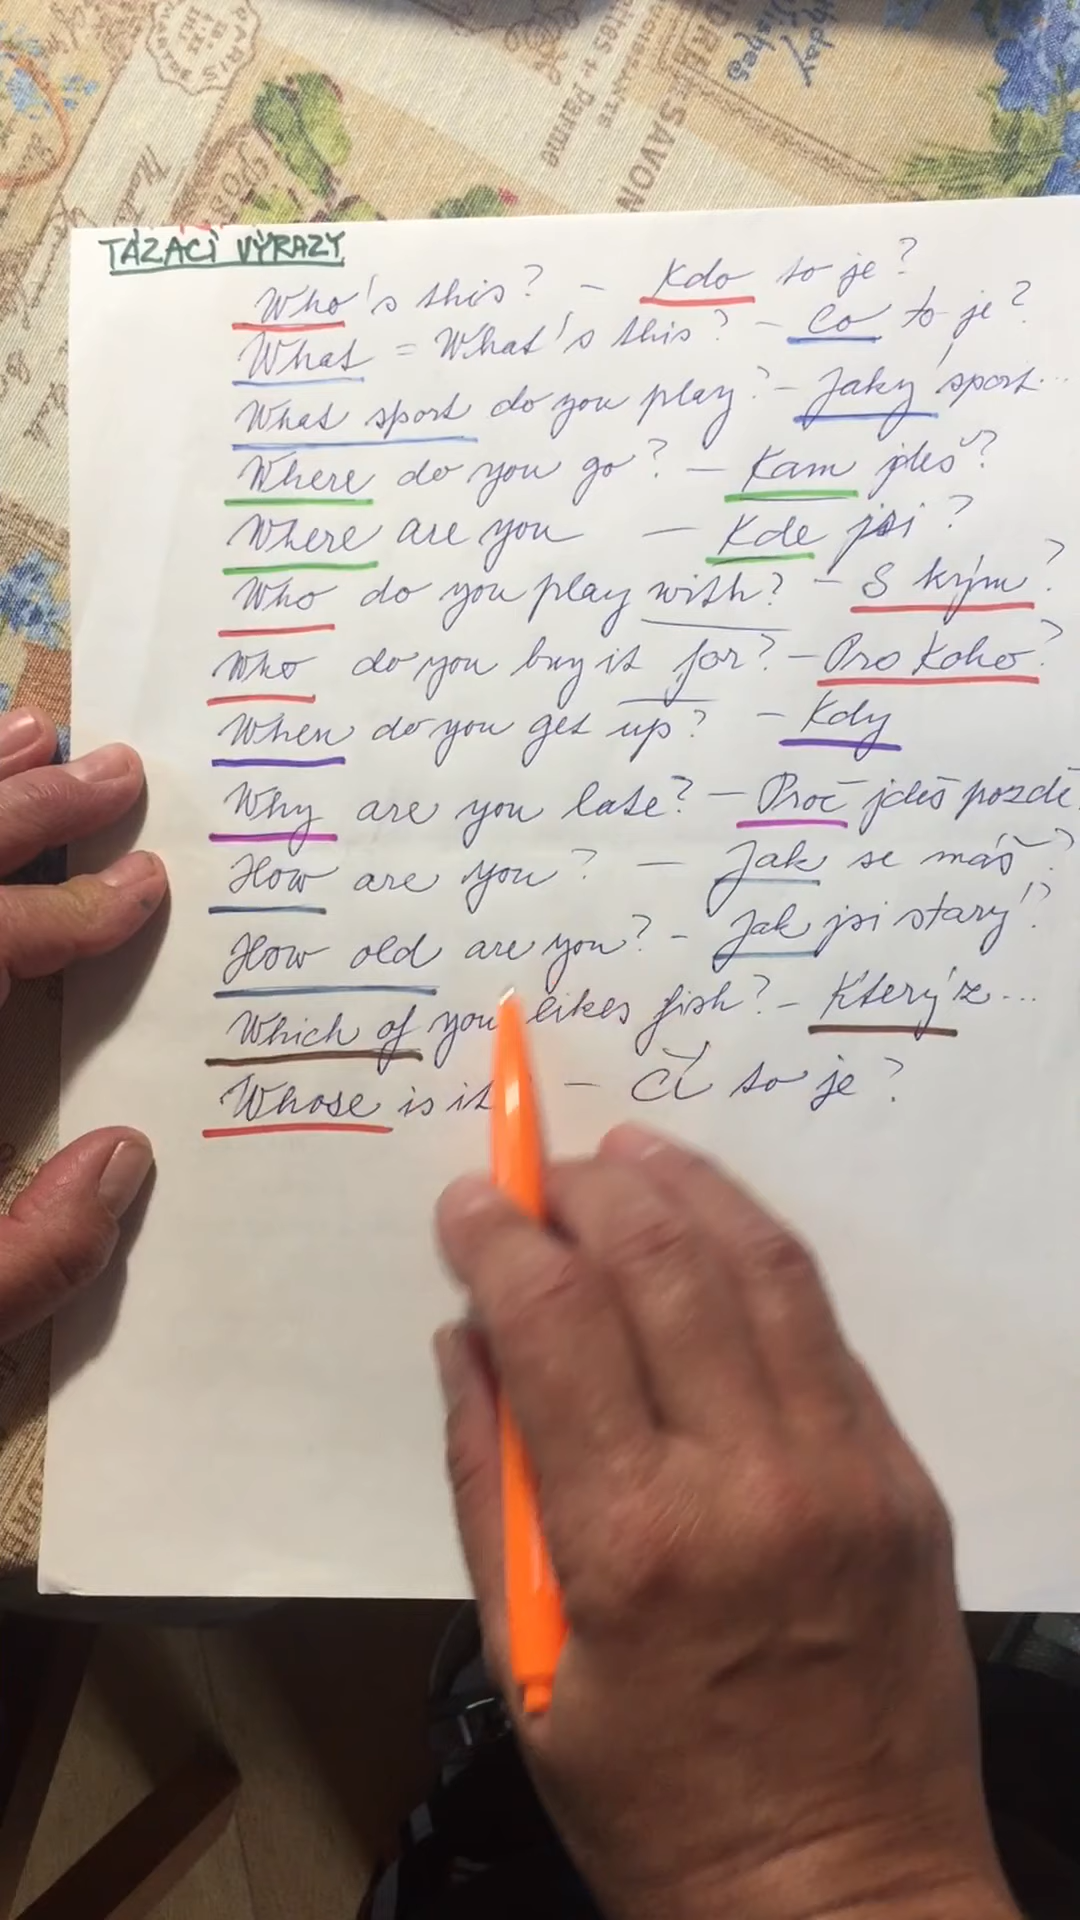 TÁZACÍ VÝRAZY
Who's this? - Kdo to je?
What = What's this? - Co to je?
What sport do you play? - Jaký sport...
Where do you go? - Kam jdeš?
Where are you - Kde jsi?
Who do you play with? - S kým?
Who do you buy it for? - Pro koho?
When do you get up? - Kdy
Why are you late? - Proč jdeš pozdě
How are you? - Jak se máš?
How old are you? - Jak jsi starý?
Which of you likes fish? - Který z...
Whose is it - Čí to je?
PARIS
Parme
SAVON